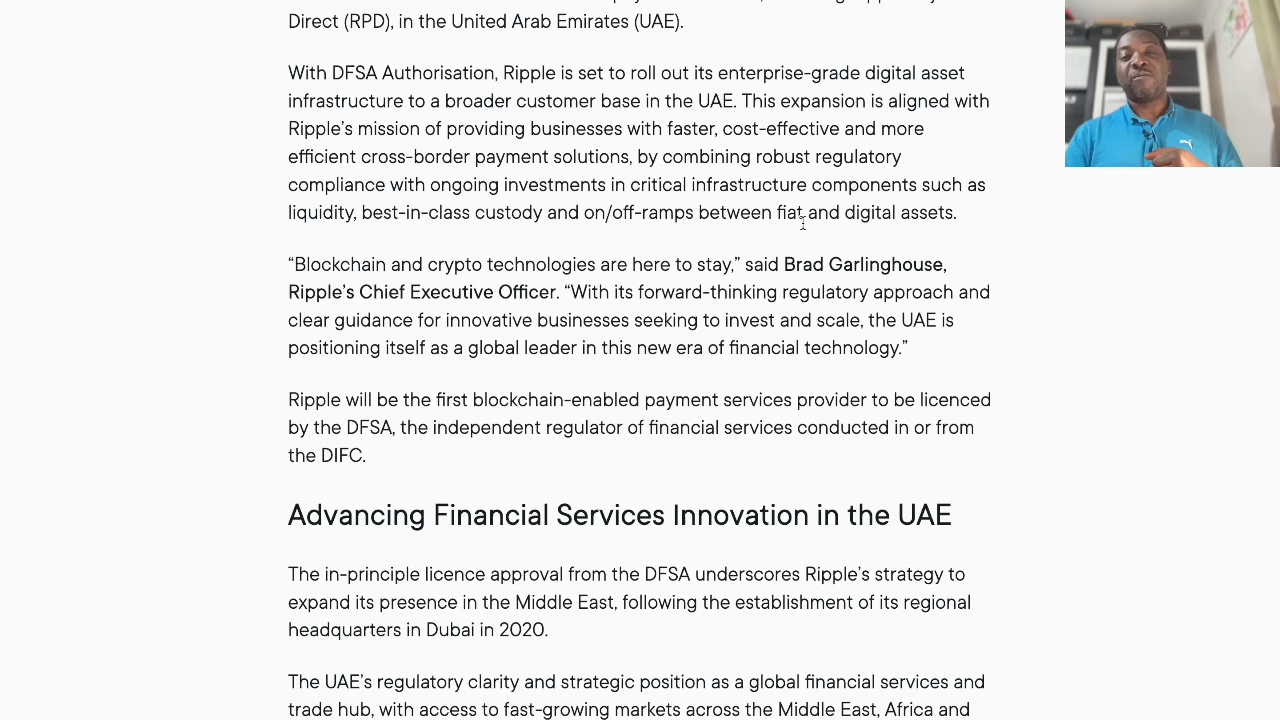 Direct (RPD), in the United Arab Emirates (UAE).
With DFSA Authorisation, Ripple is set to roll out its enterprise-grade digital asset
infrastructure to a broader customer base in the UAE. This expansion is aligned with
Ripple’s mission of providing businesses with faster, cost-effective and more
efficient cross-border payment solutions, by combining robust regulatory
compliance with ongoing investments in critical infrastructure components such as
liquidity, best-in-class custody and on/off-ramps between fiat and digital assets.
“Blockchain and crypto technologies are here to stay,” said Brad Garlinghouse,
Ripple’s Chief Executive Officer. “With its forward-thinking regulatory approach and
clear guidance for innovative businesses seeking to invest and scale, the UAE is
positioning itself as a global leader in this new era of financial technology.”
Ripple will be the first blockchain-enabled payment services provider to be licenced
by the DFSA, the independent regulator of financial services conducted in or from
the DIFC.
Advancing Financial Services Innovation in the UAE
The in-principle licence approval from the DFSA underscores Ripple’s strategy to
expand its presence in the Middle East, following the establishment of its regional
headquarters in Dubai in 2020.
The UAE’s regulatory clarity and strategic position as a global financial services and
trade hub, with access to fast-growing markets across the Middle East, Africa and